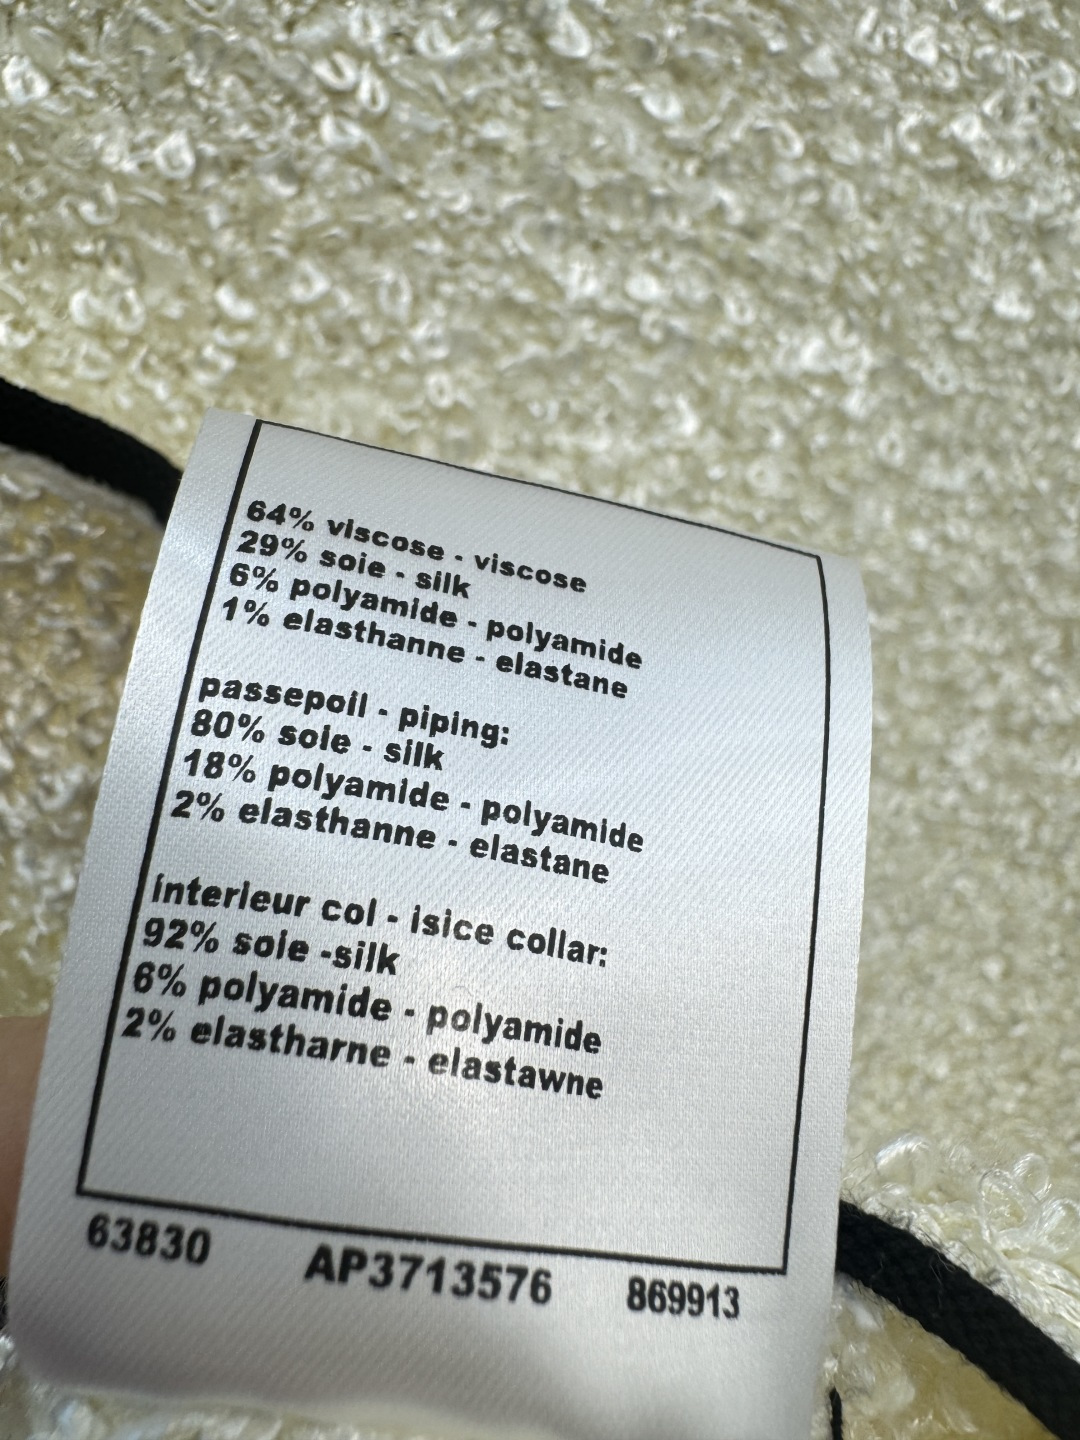 64% viscose - viscose
29% soie - silk
6% polyamide - polyamide
1% elasthanne - elastane
passepoil - piping:
80% soie - silk
18% polyamide - polyamide
2% elasthanne - elastane
interieur col - isice collar:
92% soie -silk
6% polyamide - polyamide
2% elastharne - elastawne
63830 AP3713576 869913